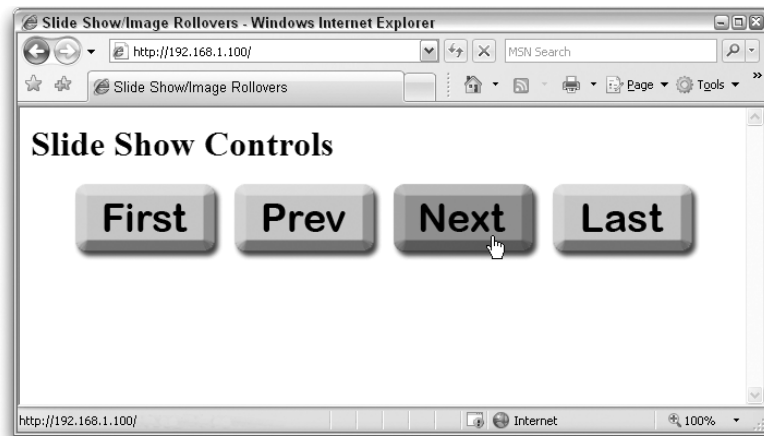 Slide Show/Image Rollovers - Windows Internet Explorer
http://192.168.1.100/
MSN Search
Slide Show/Image Rollovers
Page
Tools
»
Slide Show Controls
First Prev Next Last
http://192.168.1.100/
Internet
100%